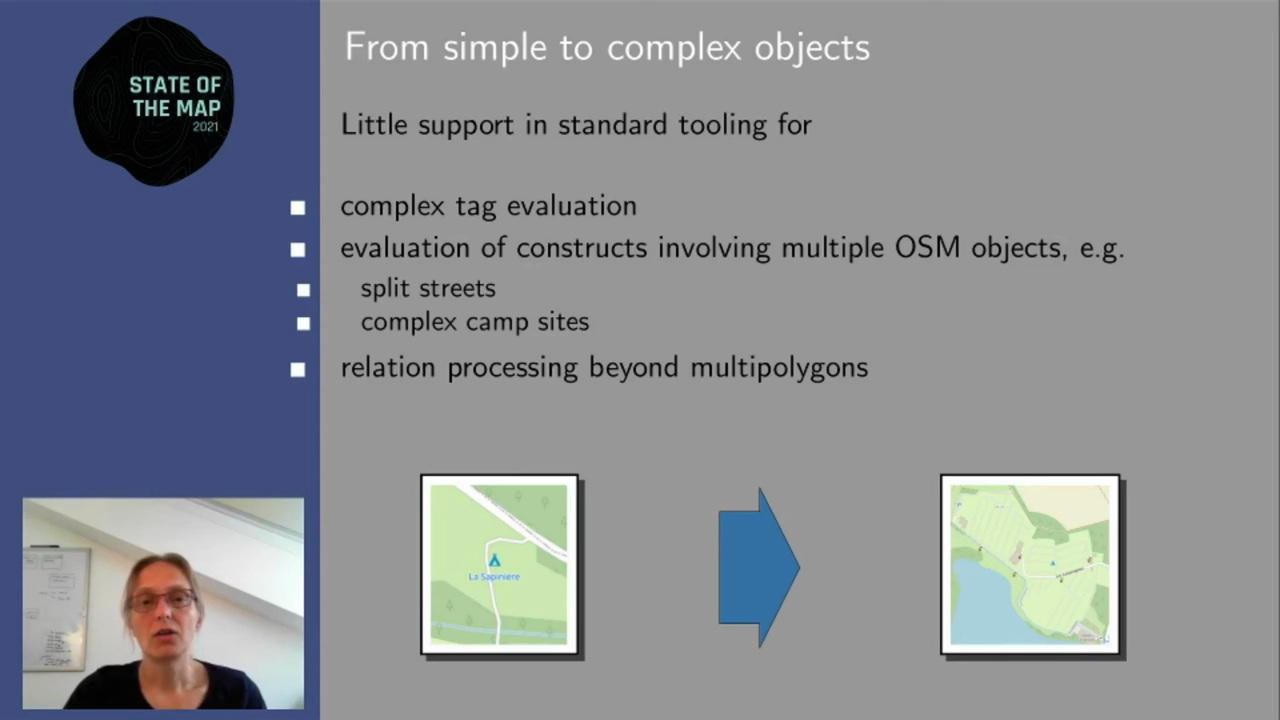 STATE OF
THE MAP
2021
From simple to complex objects
Little support in standard tooling for
complex tag evaluation
evaluation of constructs involving multiple OSM objects, e.g.
split streets
complex camp sites
relation processing beyond multipolygons
La Sapiniere